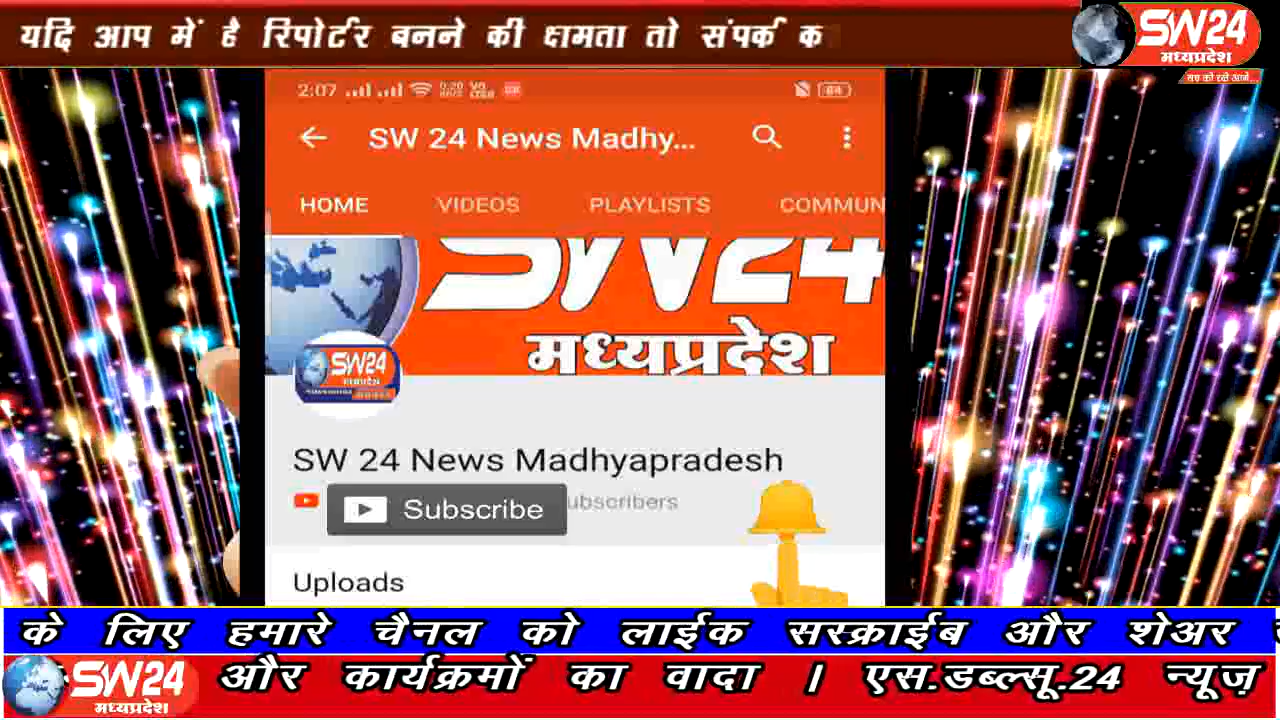 यदि आप में है रिपोर्टर बनने की क्षमता तो संपर्क क
SW24
मध्यप्रदेश
2:07
SW 24 News Madhy...
HOME VIDEOS PLAYLISTS COMMUN
SW24
मध्यप्रदेश
SW24
SW 24 News Madhyapradesh
Subscribe ubscribers
Uploads
के लिए हमारे चैनल को लाईक सस्क्राईब और शेअर
SW24
मध्यप्रदेश
और कार्यक्रमों का वादा । एस.डब्ल्सू.24 न्यूज़